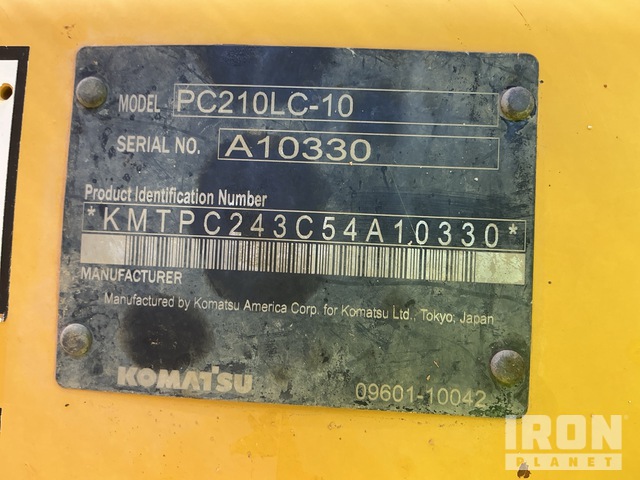 MODEL PC210LC-10
SERIAL NO. A10330
Product Identification Number
*KMTPC243C54A10330*
MANUFACTURER
Manufactured by Komatsu America Corp. for Komatsu Ltd., Tokyo, Japan
KOMATSU
09601-10042
IRON
PLANET